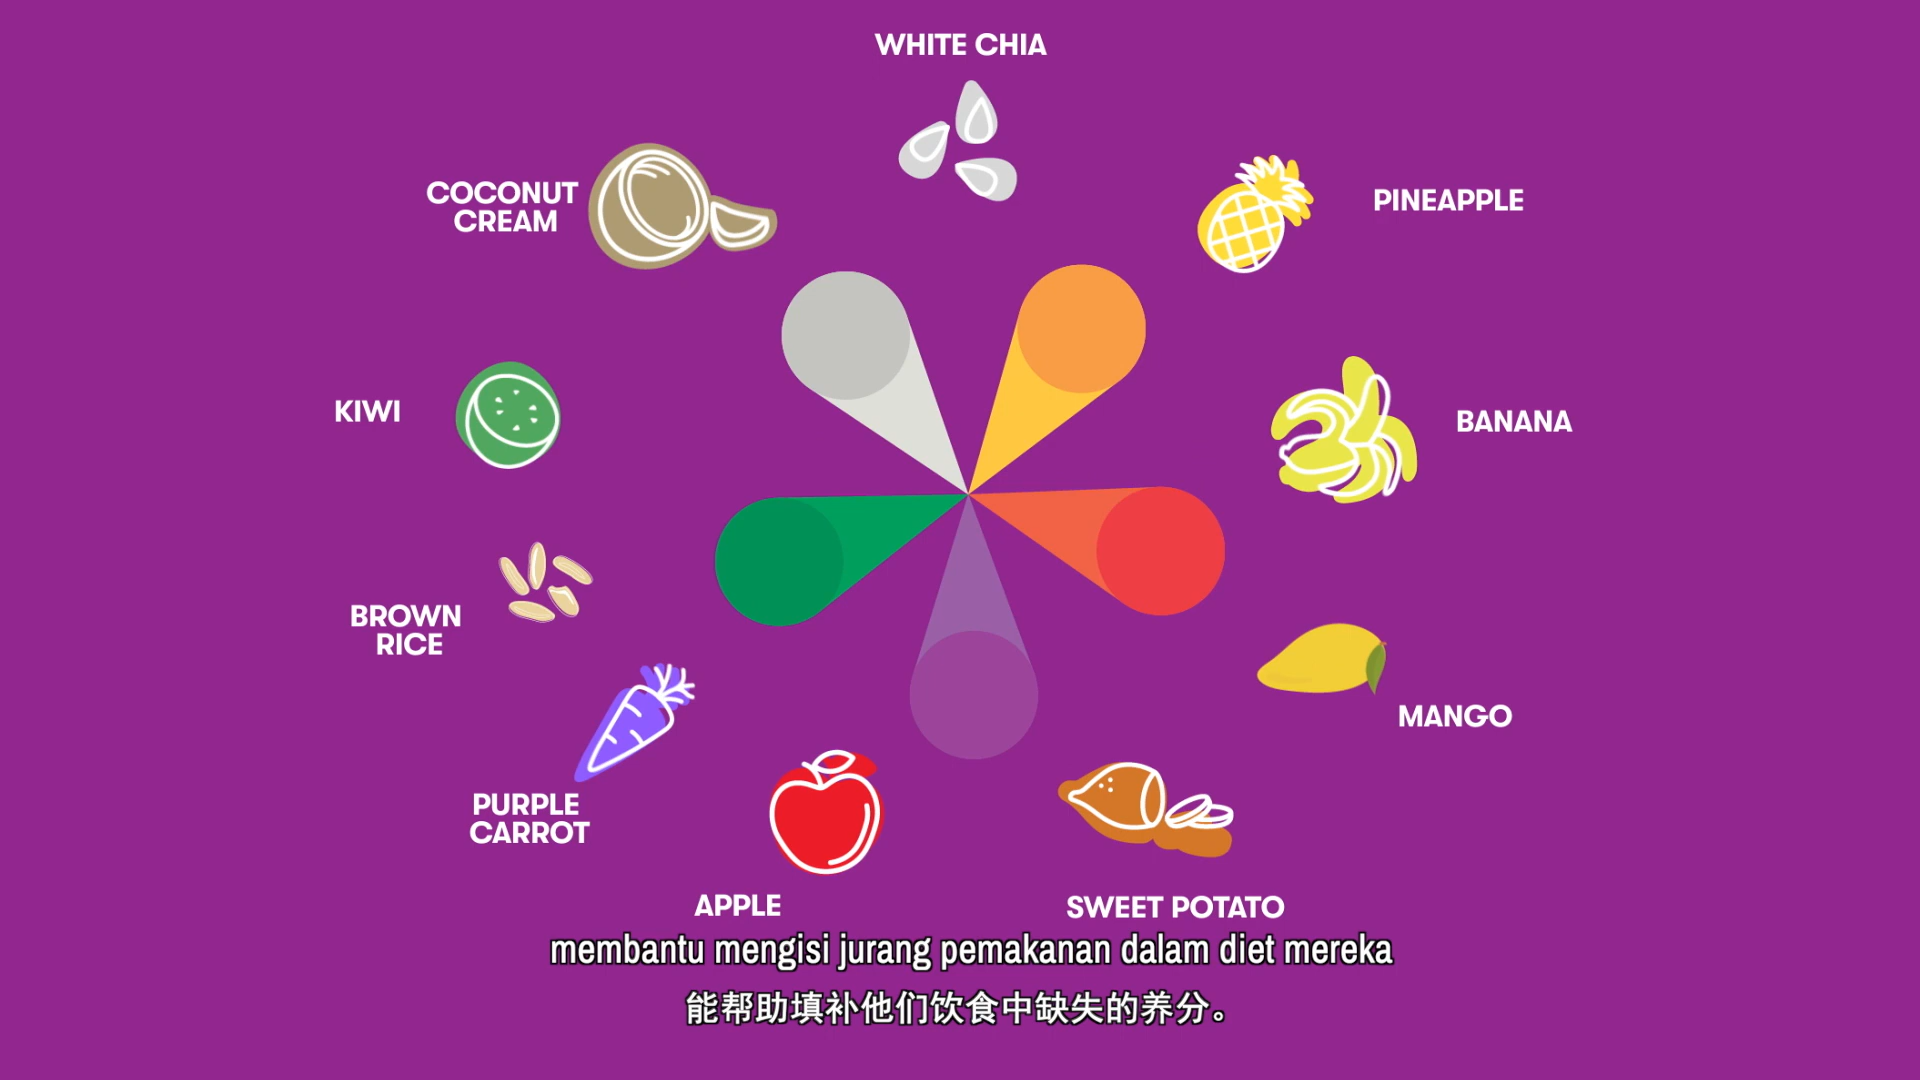 WHITE CHIA
COCONUT
CREAM
PINEAPPLE
KIWI
BANANA
BROWN
RICE
MANGO
PURPLE
CARROT
APPLE
SWEET POTATO
membantu mengisi jurang pemakanan dalam diet mereka
能帮助填补他们饮食中缺失的养分。